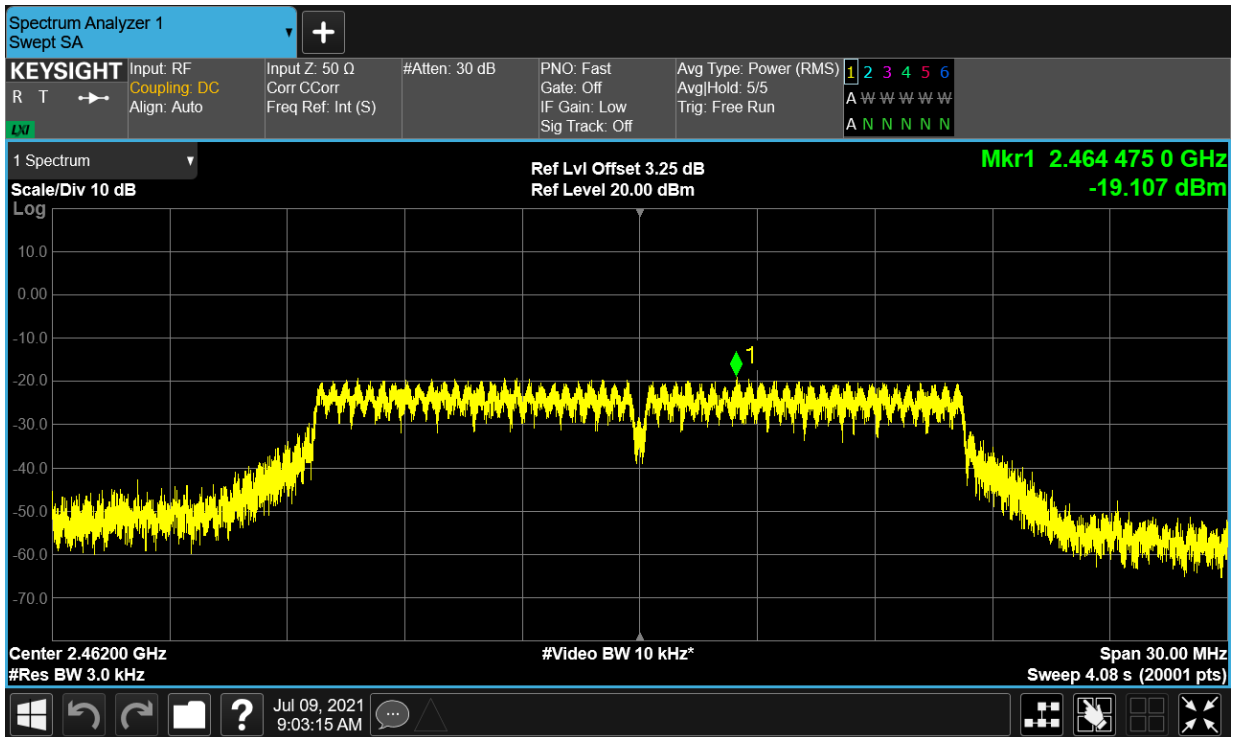 Spectrum Analyzer 1
Swept SA
KEYSIGHT
R T
LXI
Input: RF
Coupling: DC
Align: Auto
Input Z: 50 Ω
Corr CCorr
Freq Ref: Int (S)
#Atten: 30 dB
PNO: Fast
Gate: Off
IF Gain: Low
Sig Track: Off
Avg Type: Power (RMS)
Avg|Hold: 5/5
Trig: Free Run
1 2 3 4 5 6
A W W W W W
A N N N N N
1 Spectrum
Scale/Div 10 dB
Log
Ref Lvl Offset 3.25 dB
Ref Level 20.00 dBm
Mkr1 2.464 475 0 GHz
-19.107 dBm
10.0
0.00
-10.0
-20.0
-30.0
-40.0
-50.0
-60.0
-70.0
1
Center 2.46200 GHz
#Res BW 3.0 kHz
#Video BW 10 kHz*
Span 30.00 MHz
Sweep 4.08 s (20001 pts)
?
Jul 09, 2021
9:03:15 AM